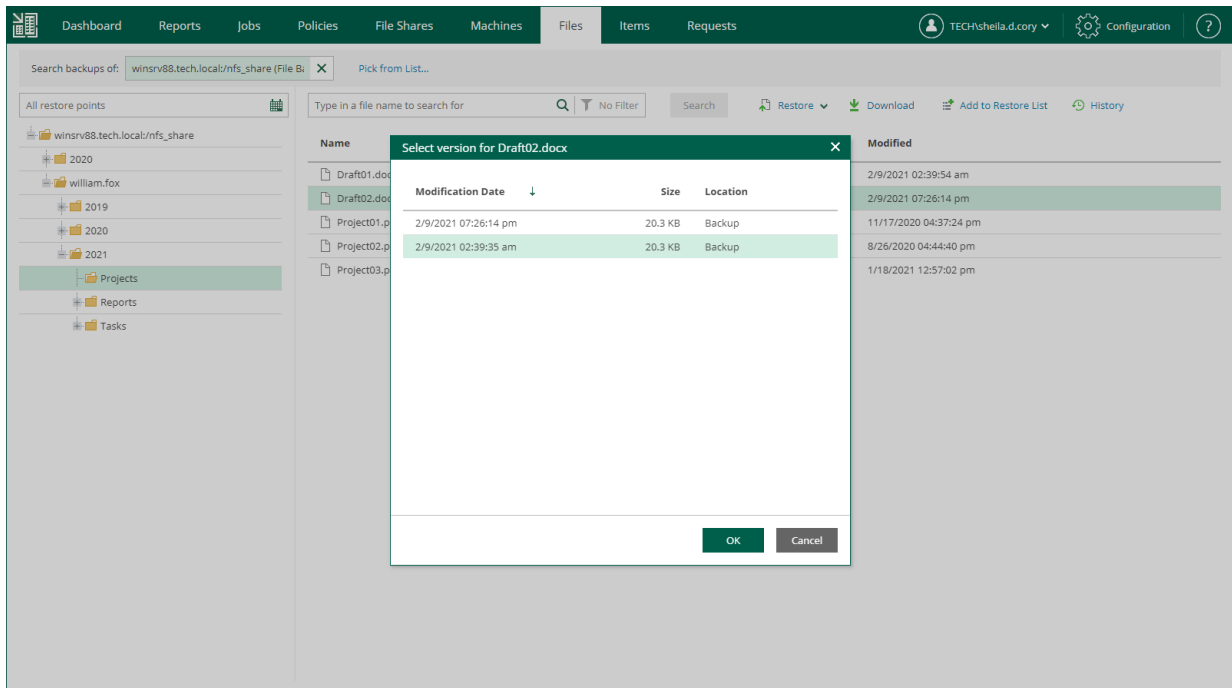 Dashboard Reports Jobs Policies File Shares Machines Files Items Requests TECH\sheila.d.cory Configuration ?
Search backups of: winsrv88.tech.local:/nfs_share (File Ba Pick from List...
All restore points Type in a file name to search for No Filter Search Restore Download Add to Restore List History
winsrv88.tech.local:/nfs_share
2020
william.fox
2019
2020
2021
Projects
Reports
Tasks
Name Modified
Draft01.doc 2/9/2021 02:39:54 am
Draft02.doc 2/9/2021 07:26:14 pm
Project01.p 11/17/2020 04:37:24 pm
Project02.p 8/26/2020 04:44:40 pm
Project03.p 1/18/2021 12:57:02 pm
Select version for Draft02.docx
Modification Date ↓ Size Location
2/9/2021 07:26:14 pm 20.3 KB Backup
2/9/2021 02:39:35 am 20.3 KB Backup
OK Cancel